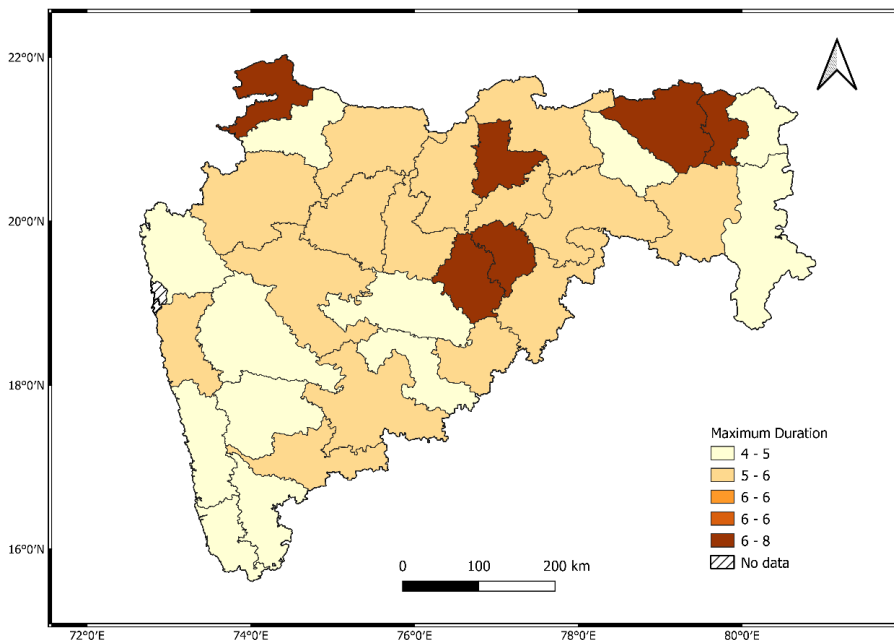 22°0'N
20°0'N
18°0'N
16°0'N
Maximum Duration
4 - 5
5 - 6
6 - 6
6 - 6
6 - 8
No data
0 100 200 km
72°0'E 74°0'E 76°0'E 78°0'E 80°0'E